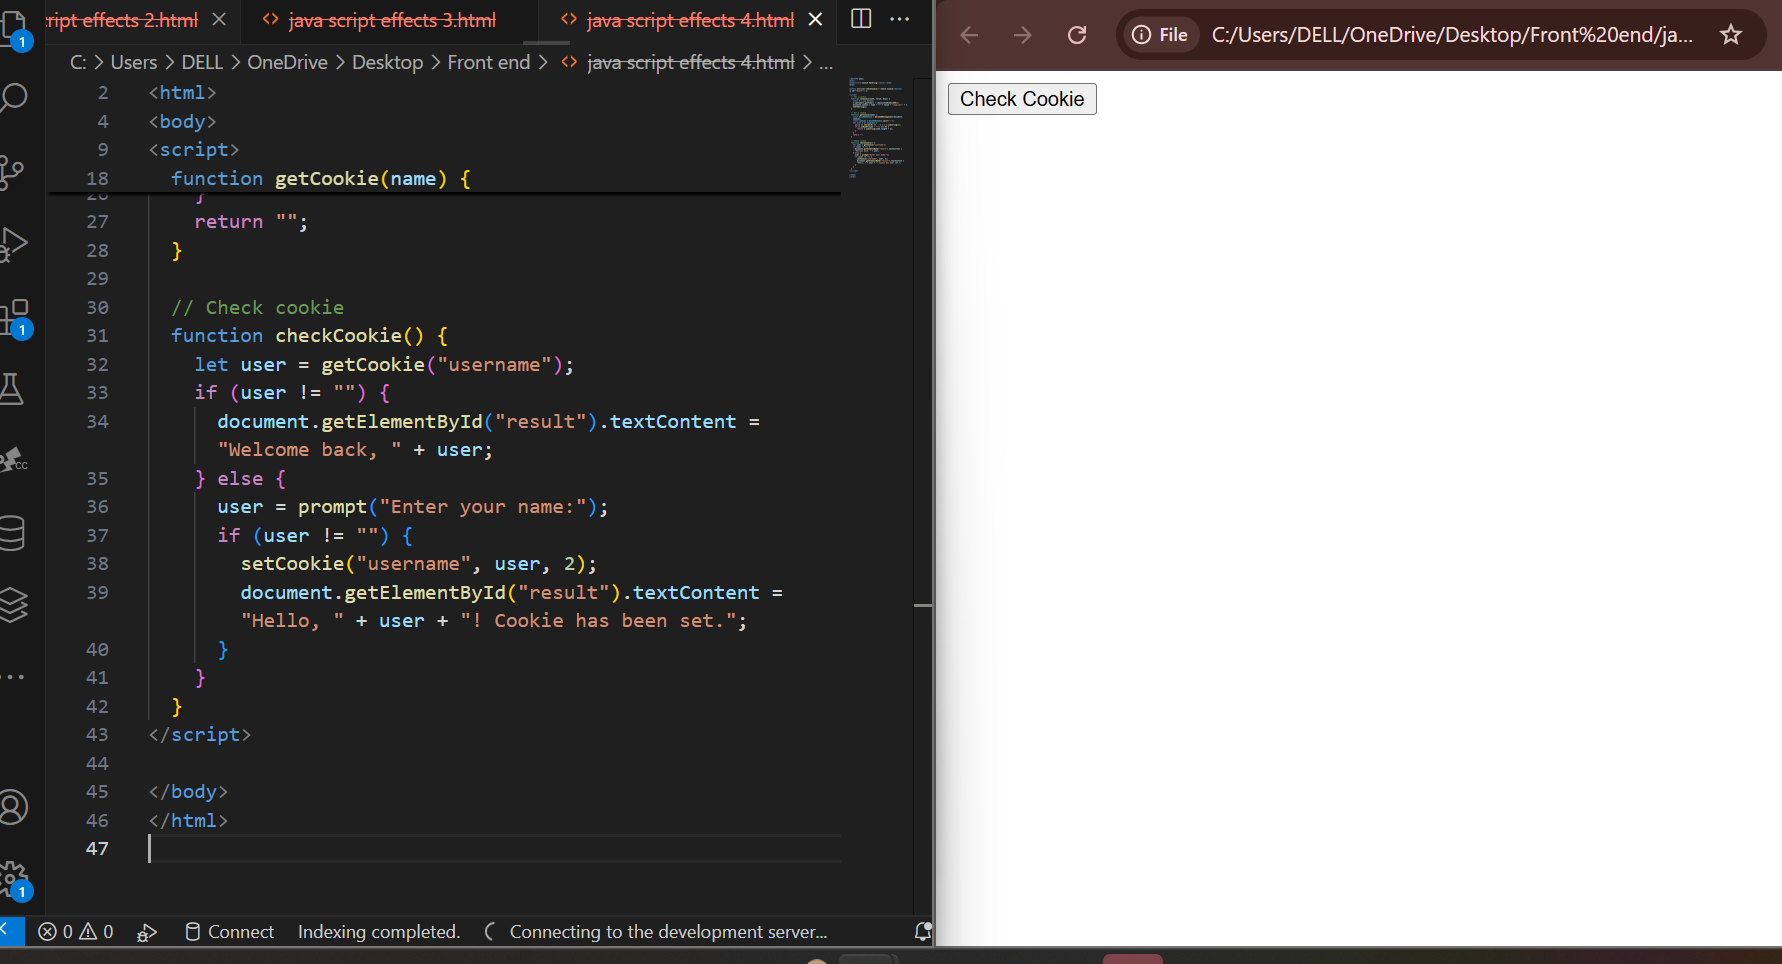 ript effects 2.html
java script effects 3.html
java script effects 4.html
C: > Users > DELL > OneDrive > Desktop > Front end > java script effects 4.html > ...
2 <html>
4 <body>
9 <script>
18 function getCookie(name) {
26 }
27 return "";
28 }
29
30 // Check cookie
31 function checkCookie() {
32 let user = getCookie("username");
33 if (user != "") {
34 document.getElementById("result").textContent =
"Welcome back, " + user;
35 } else {
36 user = prompt("Enter your name:");
37 if (user != "") {
38 setCookie("username", user, 2);
39 document.getElementById("result").textContent =
"Hello, " + user + "! Cookie has been set.";
40 }
41 }
42 }
43 </script>
44
45 </body>
46 </html>
47
1
1
CC
1
0 0 Connect Indexing completed. Connecting to the development server...
File C:/Users/DELL/OneDrive/Desktop/Front%20end/ja...
Check Cookie